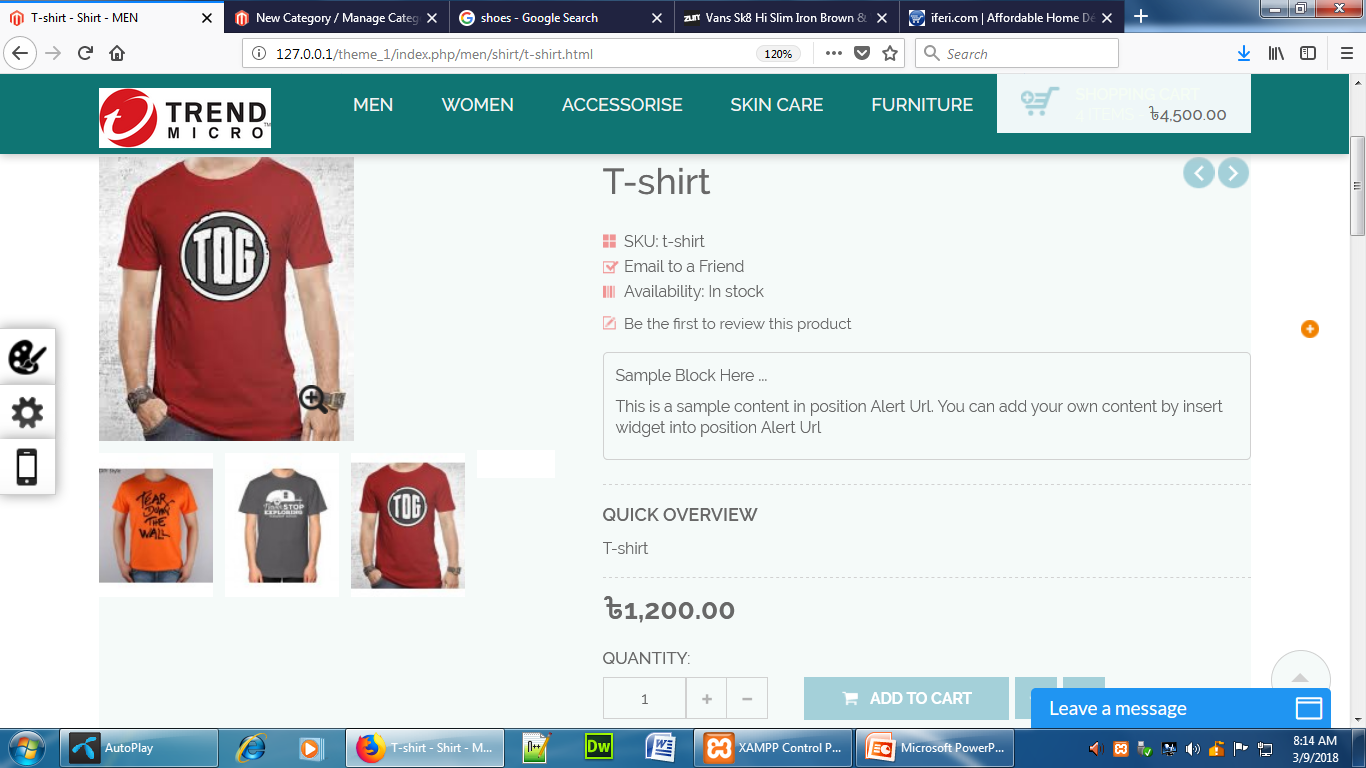 T-shirt - Shirt - MEN
New Category / Manage Categ
shoes - Google Search
Vans Sk8 Hi Slim Iron Brown &
iferi.com | Affordable Home De
127.0.0.1/theme_1/index.php/men/shirt/t-shirt.html
120%
Search
TREND
MICRO
MEN
WOMEN
ACCESSORISE
SKIN CARE
FURNITURE
SHOPPING CART
৳4,500.00
T-shirt
TOG
SKU: t-shirt
Email to a Friend
Availability: In stock
Be the first to review this product
Sample Block Here ...
This is a sample content in position Alert Url. You can add your own content by insert
widget into position Alert Url
TEAR
DOWN
THE
WALL
STOP
EXPLORING
TOG
QUICK OVERVIEW
T-shirt
৳1,200.00
QUANTITY:
1
ADD TO CART
Leave a message
AutoPlay
T-shirt - Shirt - M...
Dw
XAMPP Control P...
Microsoft PowerP...
8:14 AM
3/9/2018